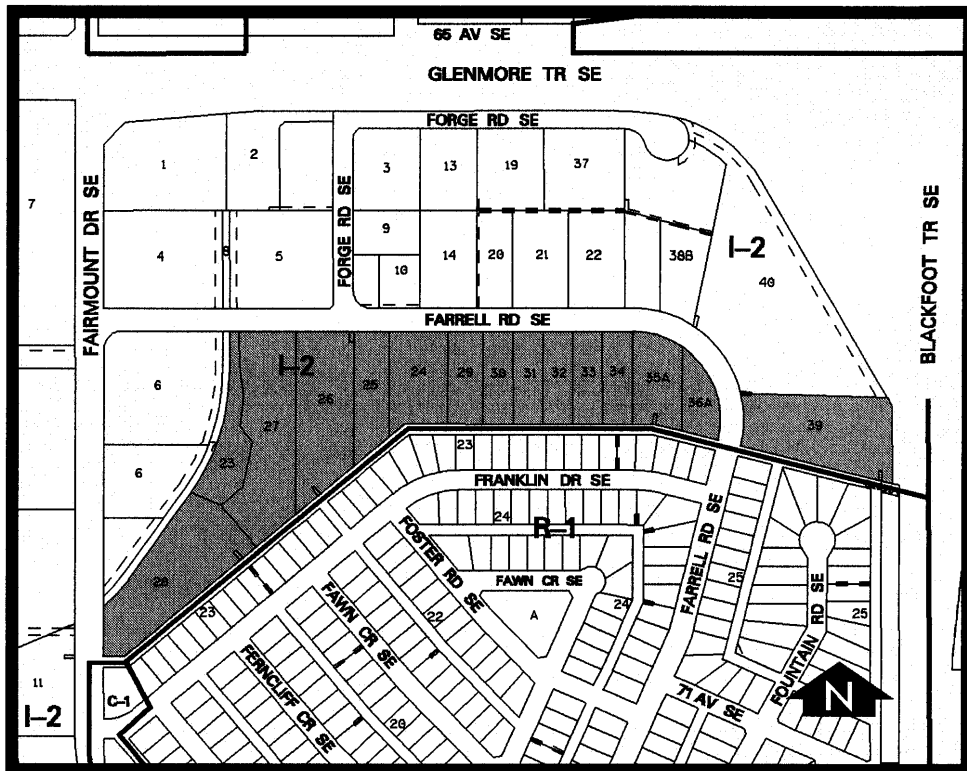 65 AV SE
GLENMORE TR SE
FORGE RD SE
1
2
3
13
19
37
7
FAIRMOUNT DR SE
FORGE RD SE
9
4
8
5
10
14
20
21
22
38B
I-2
40
BLACKFOOT TR SE
FARRELL RD SE
6
I-2
27
26
25
24
29
30
31
32
33
34
35A
36A
39
6
23
23
FRANKLIN DR SE
24
R-1
FOSTER RD SE
FARRELL RD SE
28
FAWN CR SE
FAWN CR SE
25
FOUNTAIN RD SE
23
22
A
24
25
FERNCLIFF CR SE
71 AV SE
N
11
C-1
I-2
20